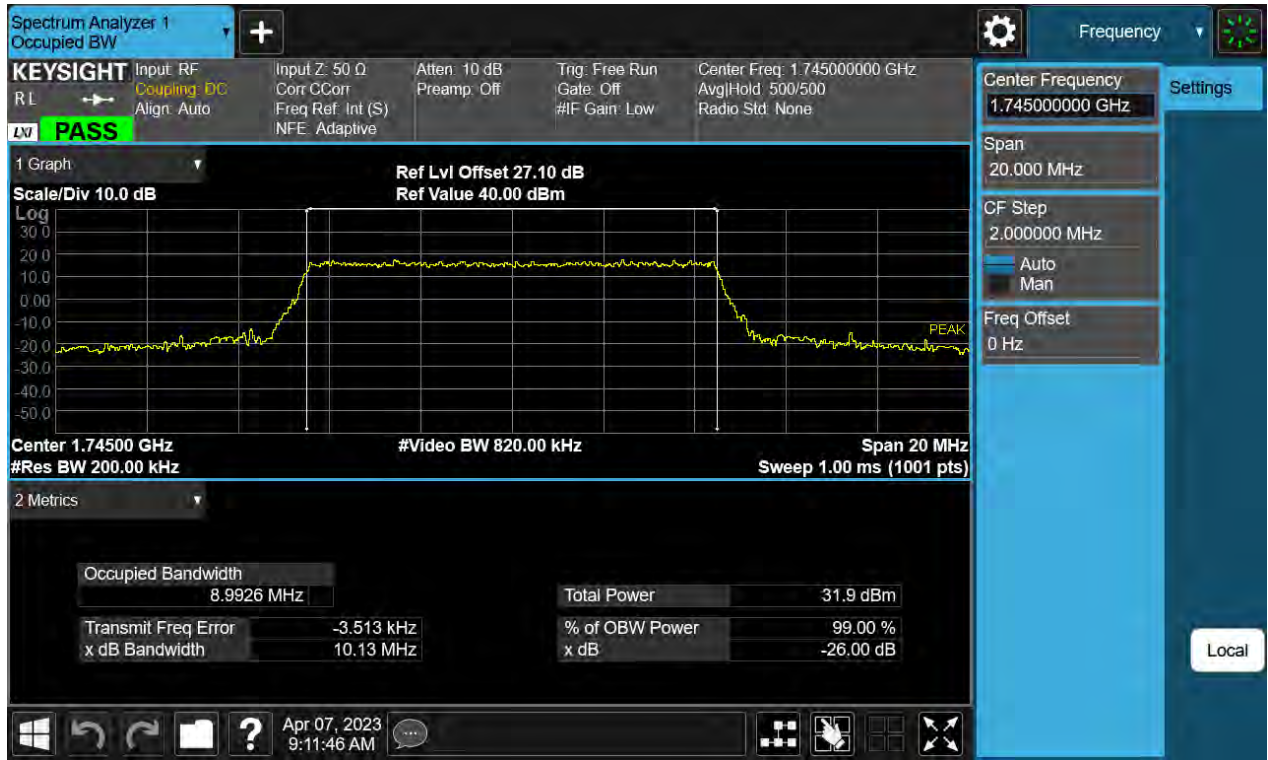 Spectrum Analyzer 1
Occupied BW
+
Frequency
KEYSIGHT
RL
LXI PASS
Input: RF
Coupling: DC
Align: Auto
Input Z: 50 Ω
Corr CCorr
Freq Ref: Int (S)
NFE: Adaptive
Atten: 10 dB
Preamp: Off
Trig: Free Run
Gate: Off
#IF Gain: Low
Center Freq: 1.745000000 GHz
Avg|Hold: 500/500
Radio Std: None
1 Graph
Scale/Div 10.0 dB
Ref Lvl Offset 27.10 dB
Ref Value 40.00 dBm
Log
30.0
20.0
10.0
0.00
-10.0
-20.0
-30.0
-40.0
-50.0
PEAK
Center 1.74500 GHz
#Video BW 820.00 kHz
Span 20 MHz
#Res BW 200.00 kHz
Sweep 1.00 ms (1001 pts)
2 Metrics
Occupied Bandwidth
8.9926 MHz
Transmit Freq Error -3.513 kHz
x dB Bandwidth 10.13 MHz
Total Power 31.9 dBm
% of OBW Power 99.00 %
x dB -26.00 dB
?
Apr 07, 2023
9:11:46 AM
Center Frequency
1.745000000 GHz
Settings
Span
20.000 MHz
CF Step
2.000000 MHz
Auto
Man
Freq Offset
0 Hz
Local